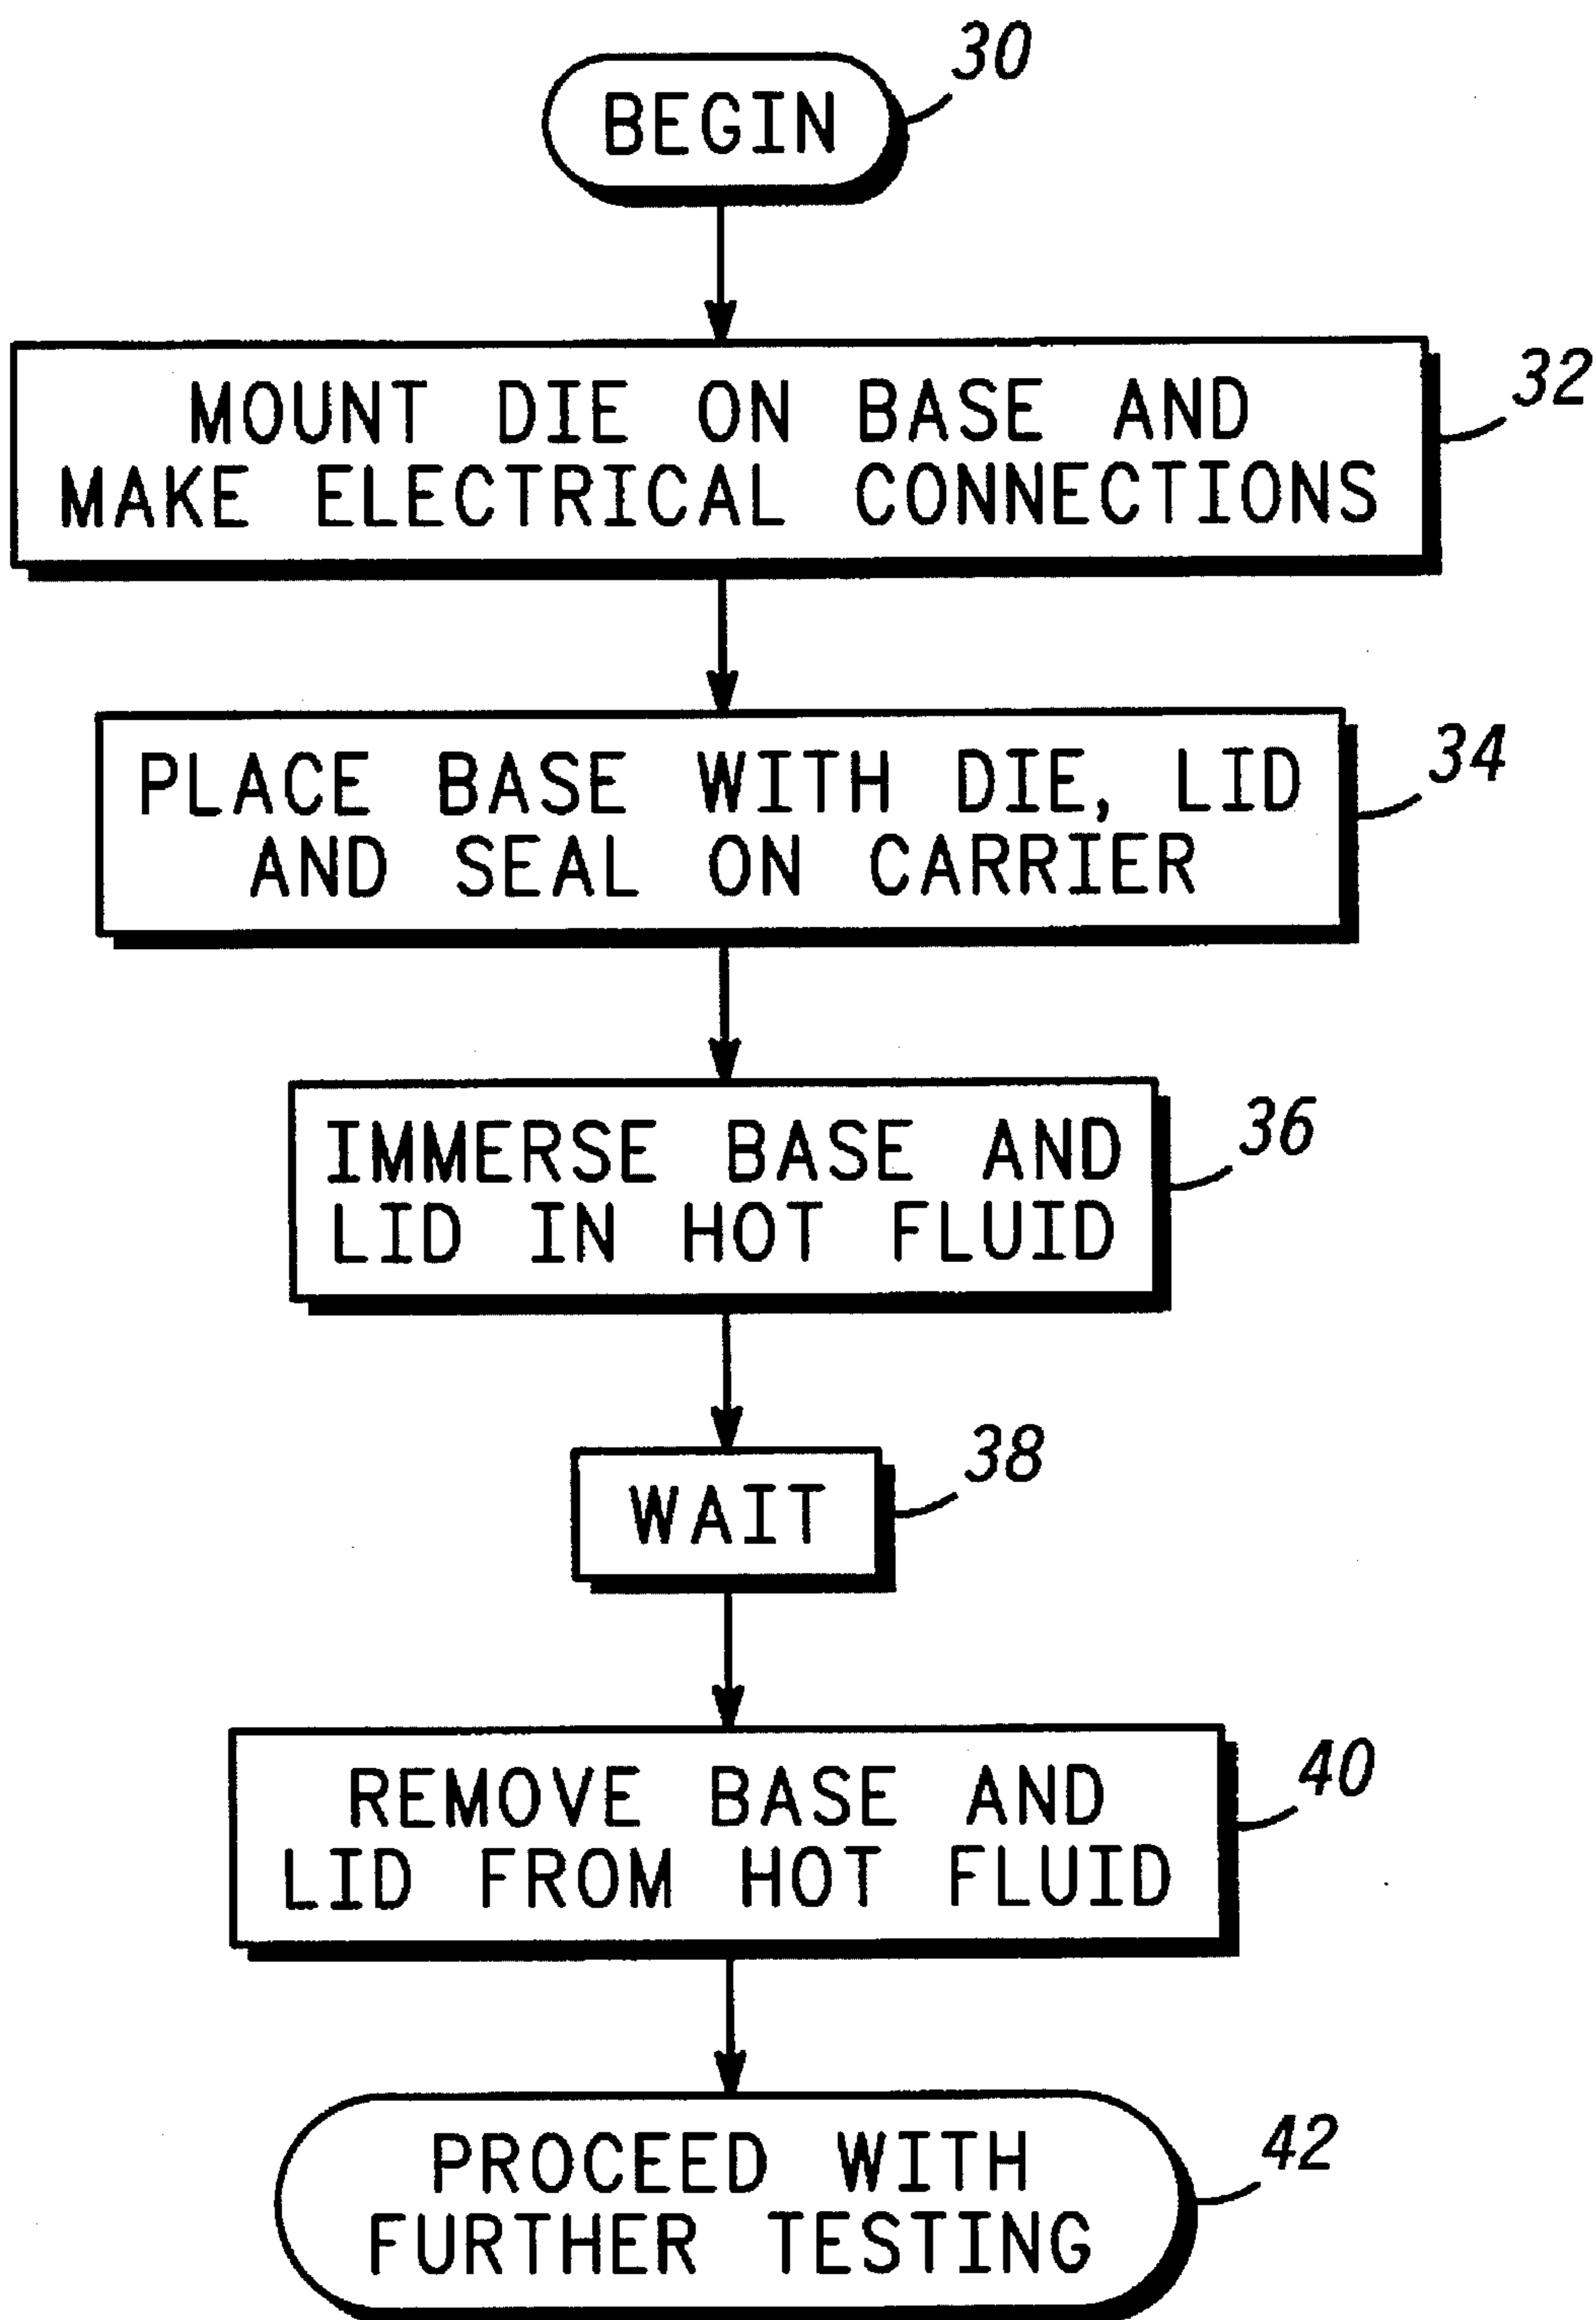 30
BEGIN
32
MOUNT DIE ON BASE AND
MAKE ELECTRICAL CONNECTIONS
34
PLACE BASE WITH DIE, LID
AND SEAL ON CARRIER
36
IMMERSE BASE AND
LID IN HOT FLUID
38
WAIT
40
REMOVE BASE AND
LID FROM HOT FLUID
42
PROCEED WITH
FURTHER TESTING